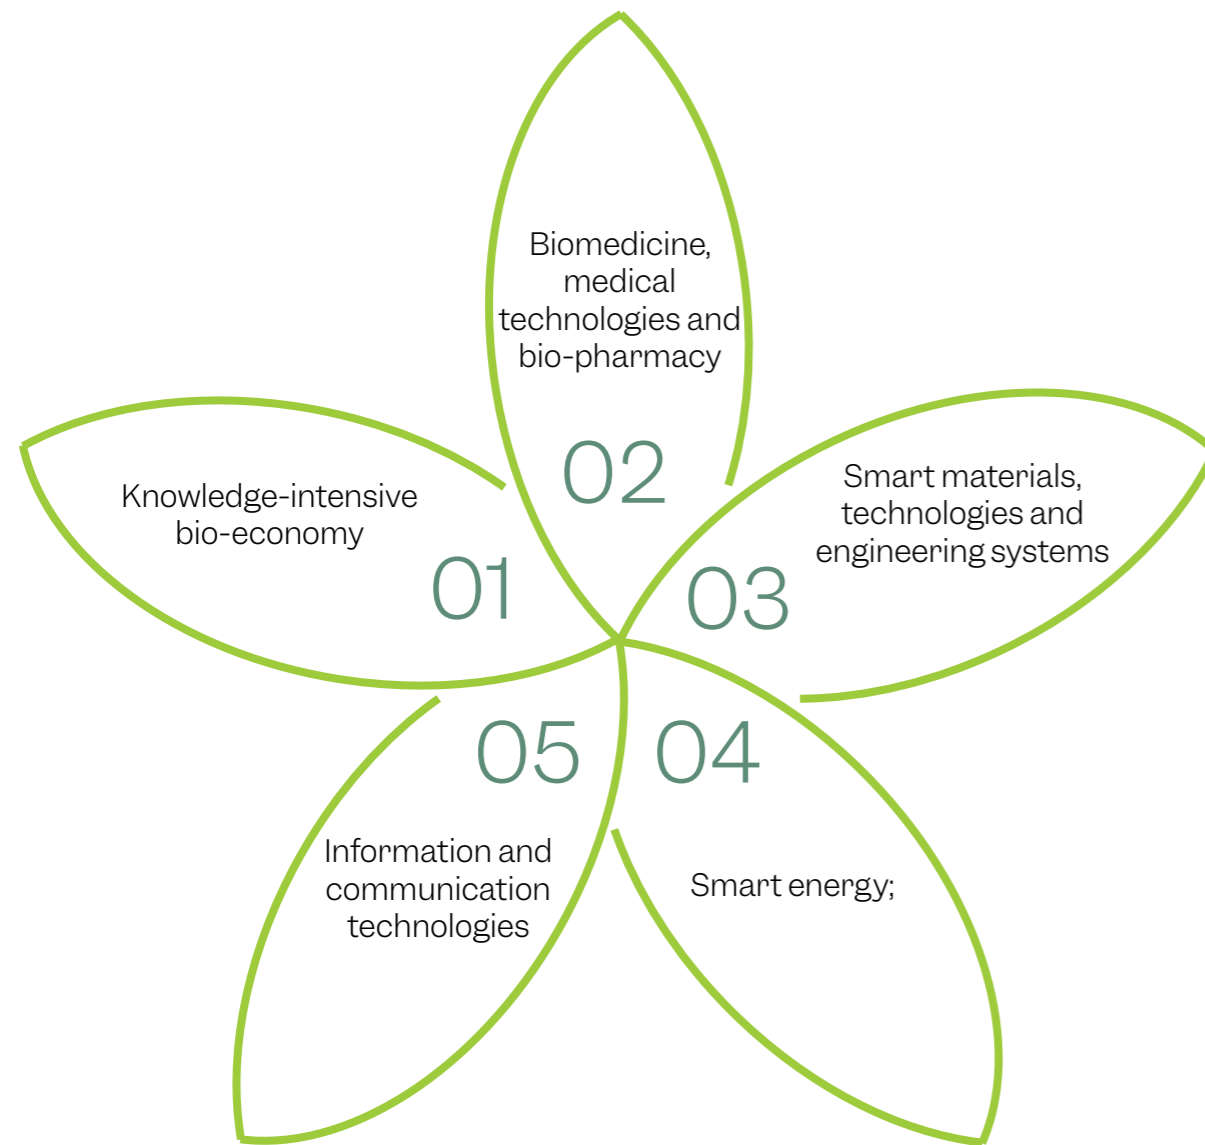 Knowledge-intensive
bio-economy
01
Biomedicine,
medical
technologies and
bio-pharmacy
02
Smart materials,
technologies and
engineering systems
03
04
Smart energy;
05
Information and
communication
technologies